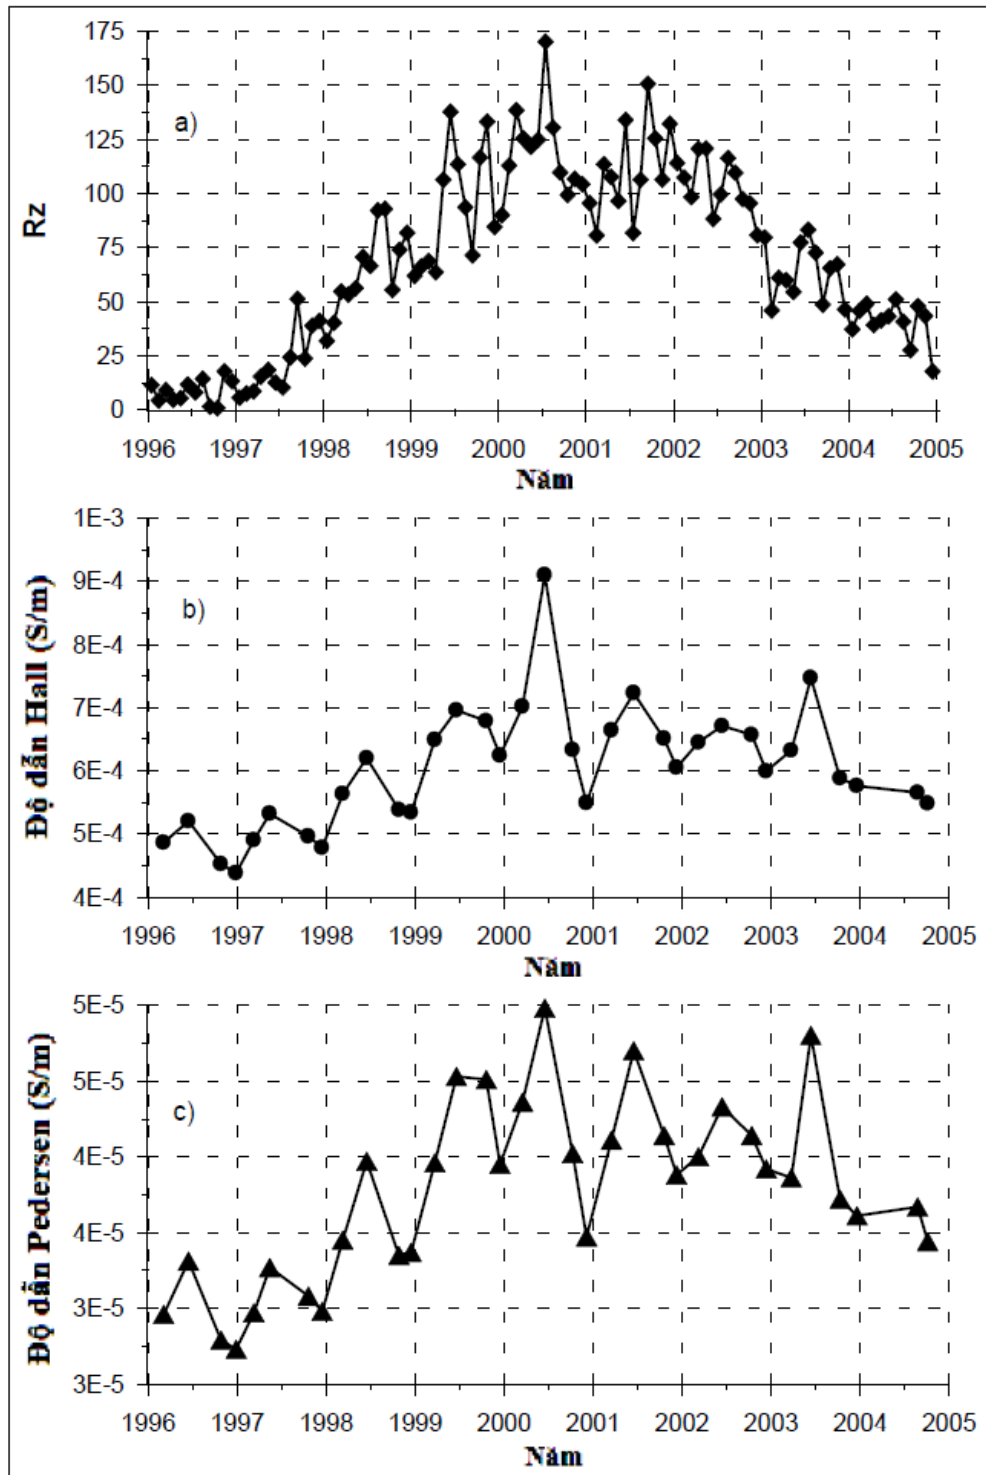 175
150
125
100
75
50
25
0
Rz
a)
1996 1997 1998 1999 2000 2001 2002 2003 2004 2005
Năm
1E-3
9E-4
8E-4
7E-4
6E-4
5E-4
4E-4
Độ dẫn Hall (S/m)
b)
1996 1997 1998 1999 2000 2001 2002 2003 2004 2005
Năm
5E-5
5E-5
4E-5
4E-5
3E-5
3E-5
Độ dẫn Pedersen (S/m)
c)
1996 1997 1998 1999 2000 2001 2002 2003 2004 2005
Năm